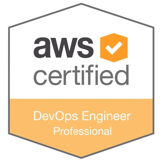 aws
certified
DevOps Engineer
Professional